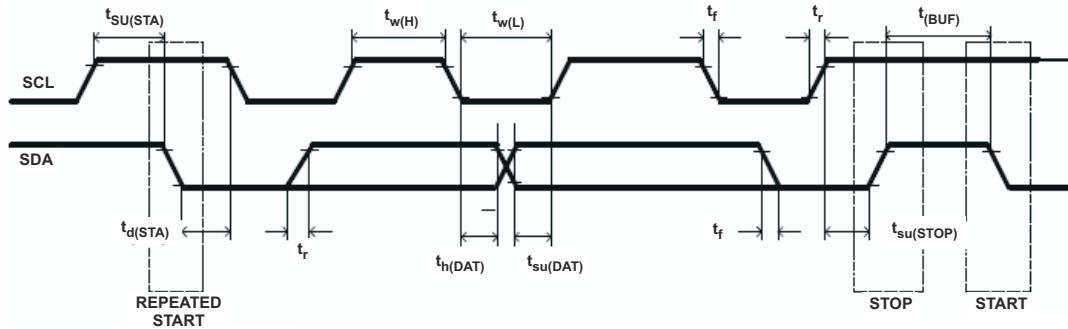 tSU(STA)
tw(H)
tw(L)
tf
tr
t(BUF)
SCL
SDA
td(STA)
tr
th(DAT)
tsu(DAT)
tf
tsu(STOP)
REPEATED
START
STOP
START